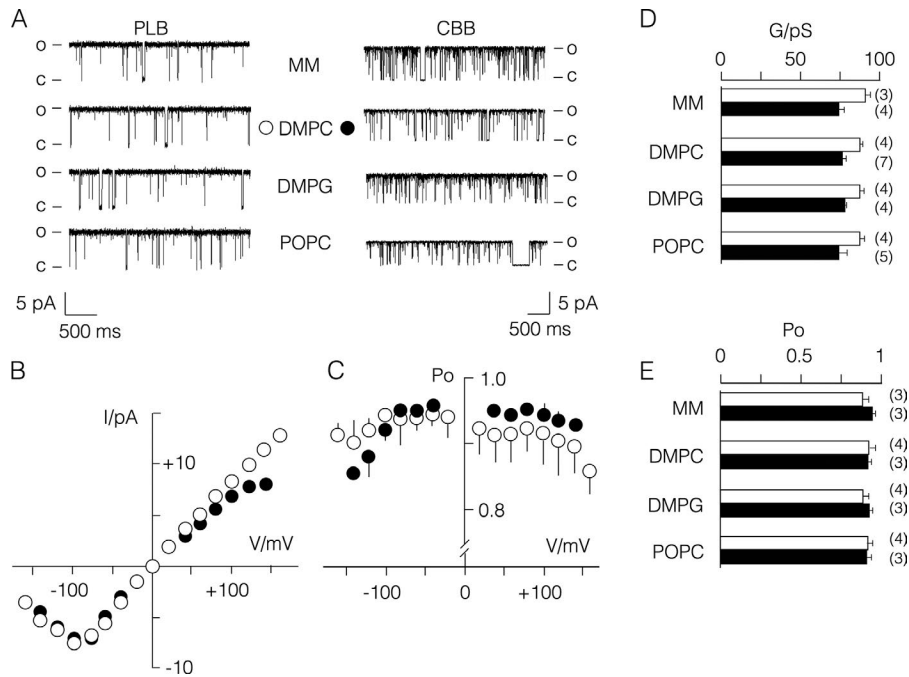 A
PLB
CBB
O
C
MM
O
C
O
C
DMPC
O
C
O
C
DMPG
O
C
O
C
POPC
O
C
5 pA
500 ms
5 pA
500 ms
B
I/pA
+10
V/mV
-100
+100
-10
C
Po
1.0
0.8
V/mV
-100
0
+100
D
G/pS
0
50
100
MM
(3)
(4)
DMPC
(4)
(7)
DMPG
(4)
(4)
POPC
(4)
(5)
E
Po
0
0.5
1
MM
(3)
(3)
DMPC
(4)
(3)
DMPG
(4)
(3)
POPC
(4)
(3)